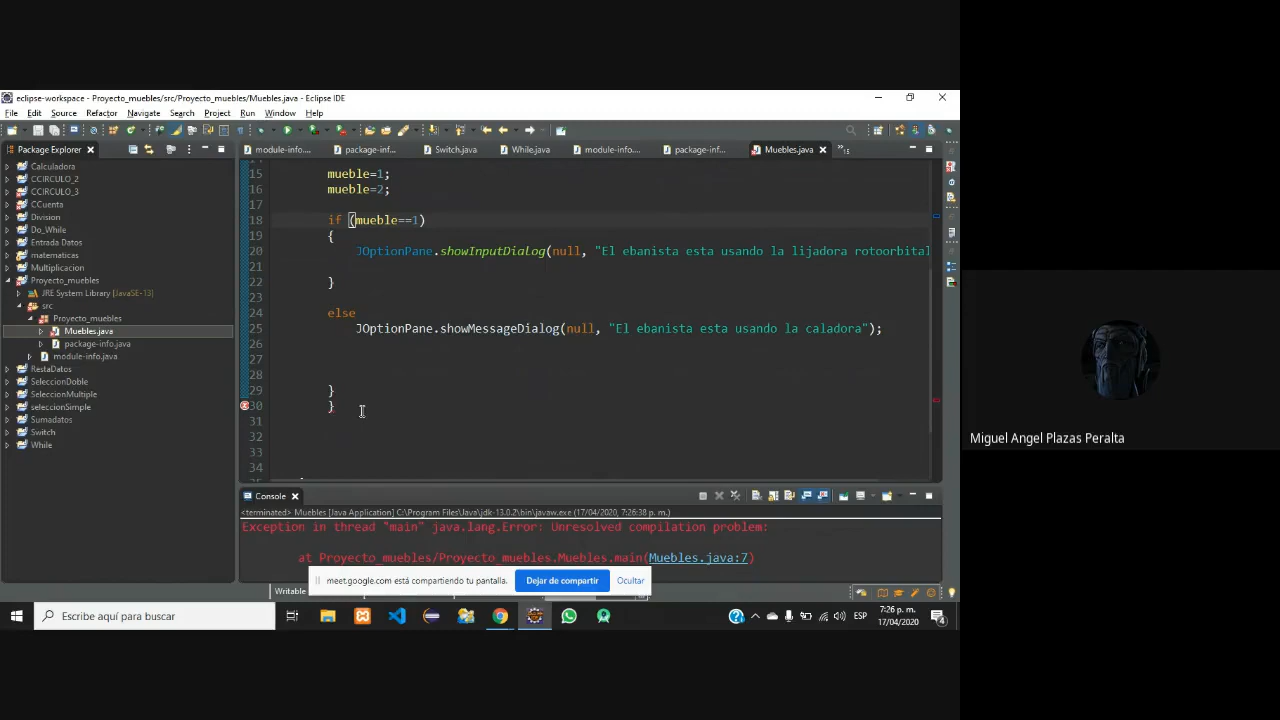 eclipse-workspace - Proyecto_muebles/src/Proyecto_muebles/Muebles.java - Eclipse IDE
File Edit Source Refactor Navigate Search Project Run Window Help
Package Explorer
module-info....
package-inf...
Switch.java
While.java
module-info....
package-inf...
Muebles.java
»15
Calculadora
CCIRCULO_2
CCIRCULO_3
CCuenta
Division
Do_While
Entrada Datos
matematicas
Multiplicacion
Proyecto_muebles
JRE System Library [JavaSE-13]
src
Proyecto_muebles
Muebles.java
package-info.java
module-info.java
RestaDatos
SeleccionDoble
SeleccionMultiple
seleccionSimple
Sumadatos
Switch
While
15 mueble=1;
16 mueble=2;
17
18 if (mueble==1)
19 {
20 JOptionPane.showInputDialog(null, "El ebanista esta usando la lijadora rotoorbital
21
22 }
23
24 else
25 JOptionPane.showMessageDialog(null, "El ebanista esta usando la caladora");
26
27
28
29 }
30 }
31
32
33
34
Console
<terminated> Muebles [Java Application] C:\Program Files\Java\jdk-13.0.2\bin\javaw.exe (17/04/2020, 7:26:38 p. m.)
Exception in thread "main" java.lang.Error: Unresolved compilation problem:
at Proyecto_muebles/Proyecto_muebles.Muebles.main(Muebles.java:7)
meet.google.com está compartiendo tu pantalla.
Dejar de compartir
Ocultar
Writable
Escribe aquí para buscar
ESP
7:26 p. m.
17/04/2020
4
Miguel Angel Plazas Peralta